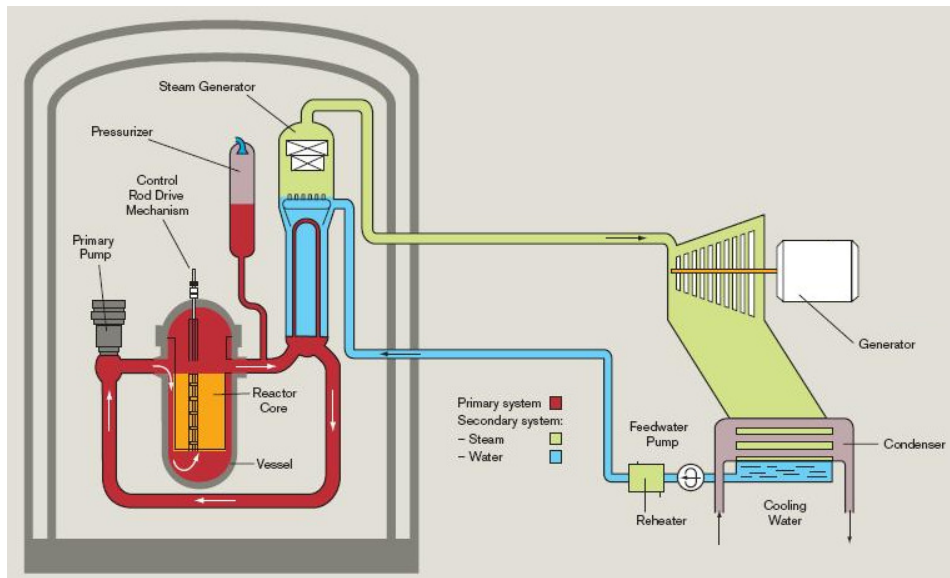 Steam Generator
Pressurizer
Control
Rod Drive
Mechanism
Primary
Pump
Reactor
Core
Vessel
Primary system
Secondary system:
– Steam
– Water
Feedwater
Pump
Reheater
Generator
Condenser
Cooling
Water